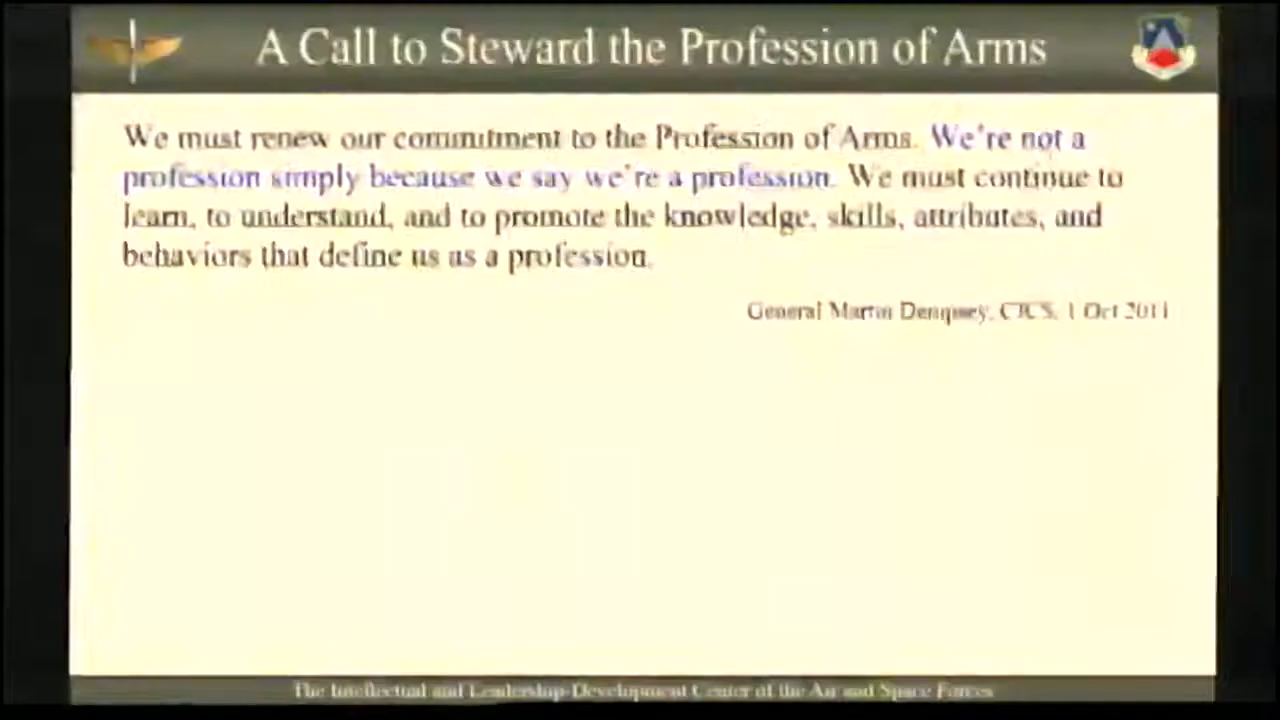 A Call to Steward the Profession of Arms
We must renew our commitment to the Profession of Arms. We're not a
profession simply because we say we're a profession. We must continue to
learn, to understand, and to promote the knowledge, skills, attributes, and
behaviors that define us as a profession.
General Martin Dempsey, CJCS, 1 Oct 2011
The Intellectual and Leadership-Development Center of the Air and Space Forces